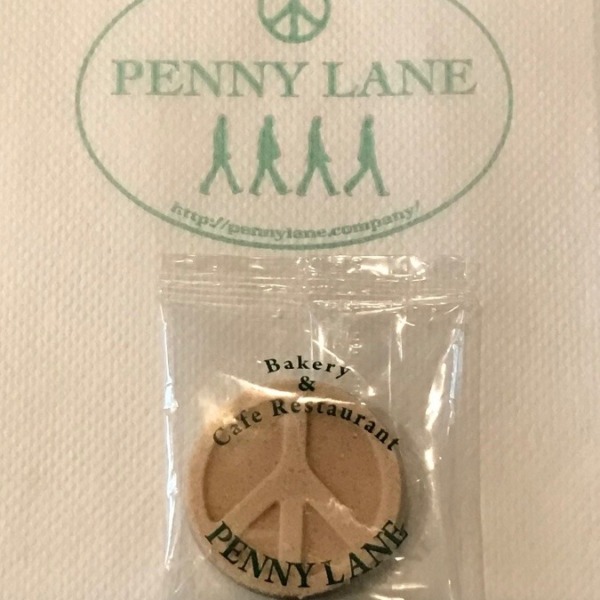 PENNY LANE
http://pennylane.company/
Bakery
&
Cafe Restaurant
PENNY LANE